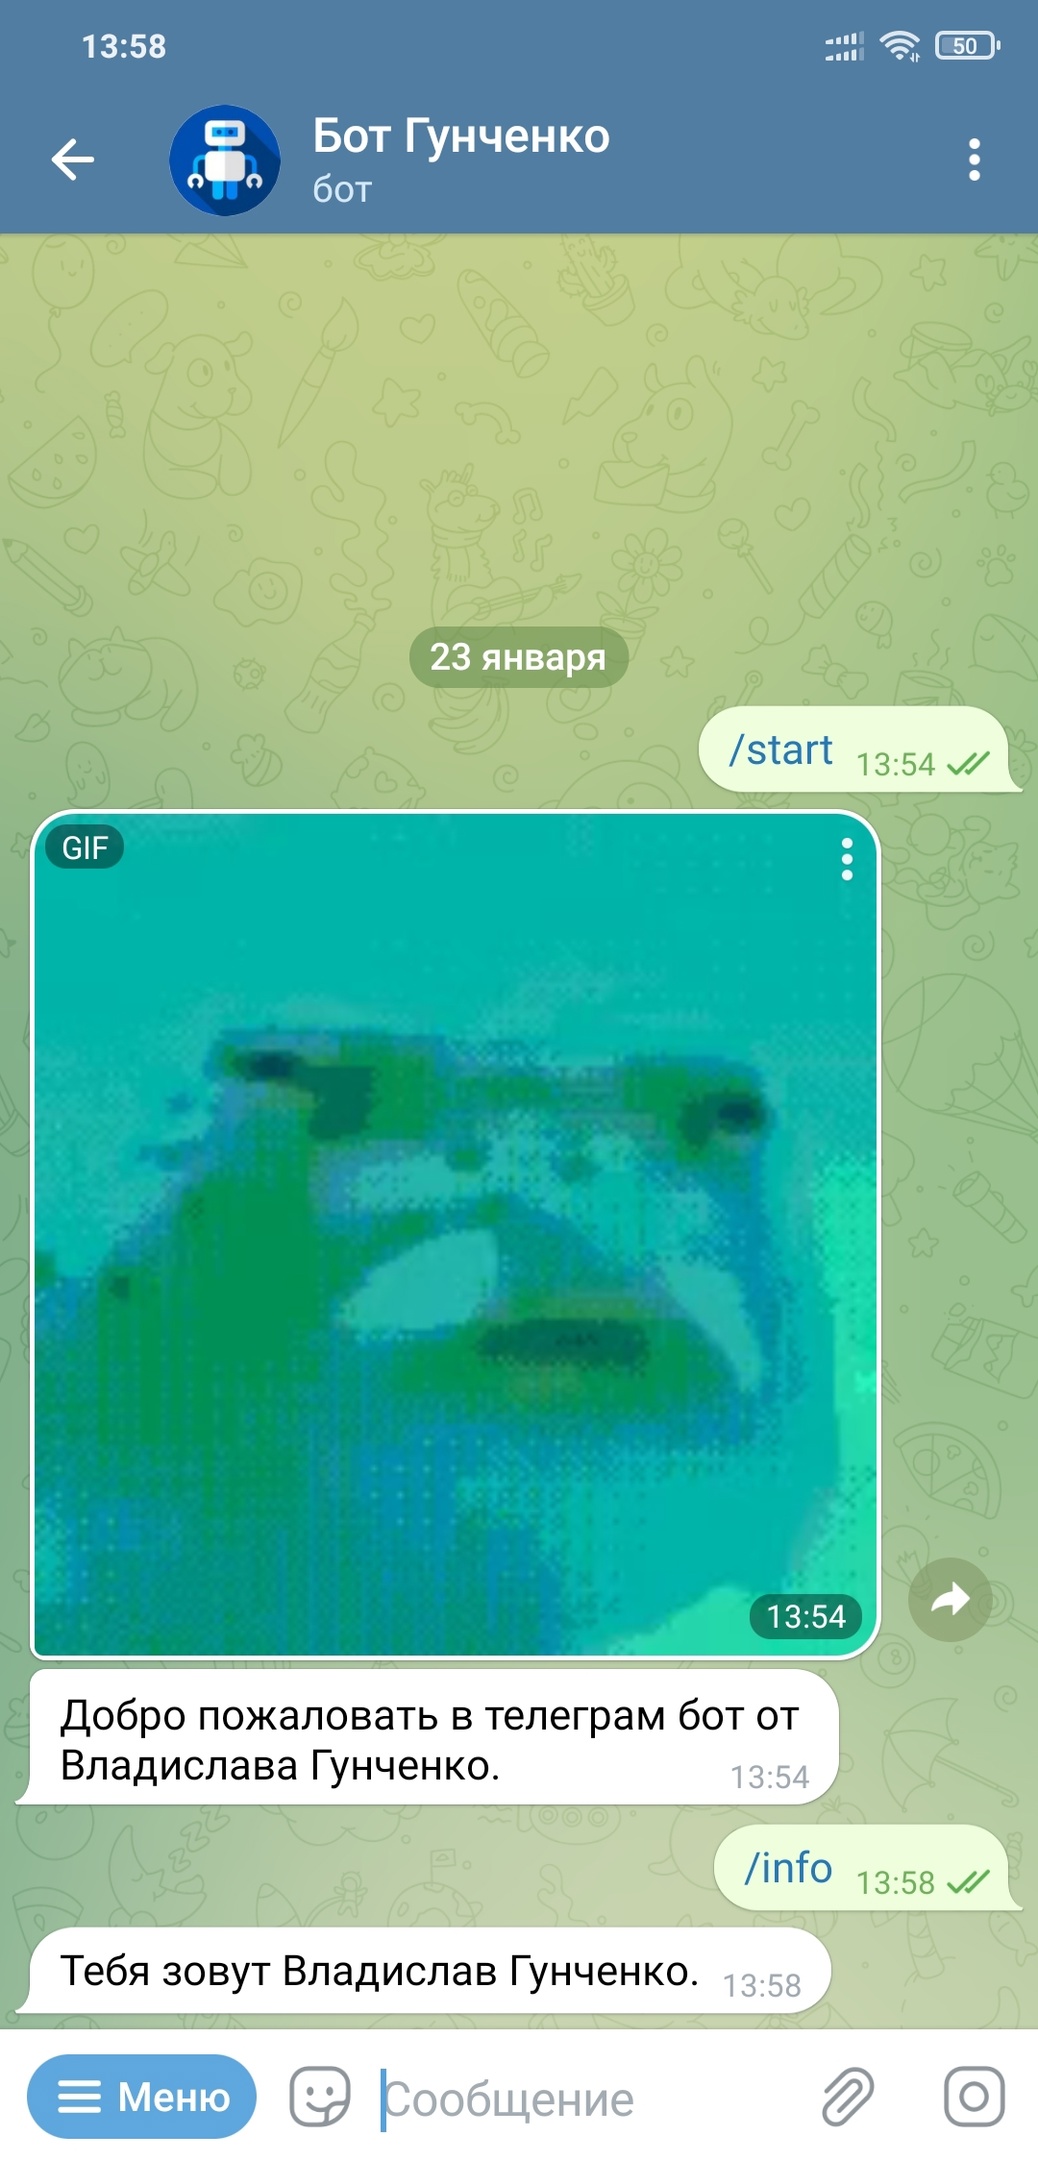 13:58
50
Бот Гунченко
бот
23 января
/start 13:54
GIF
13:54
Добро пожаловать в телеграм бот от
Владислава Гунченко. 13:54
/info 13:58
Тебя зовут Владислав Гунченко. 13:58
Меню
Сообщение